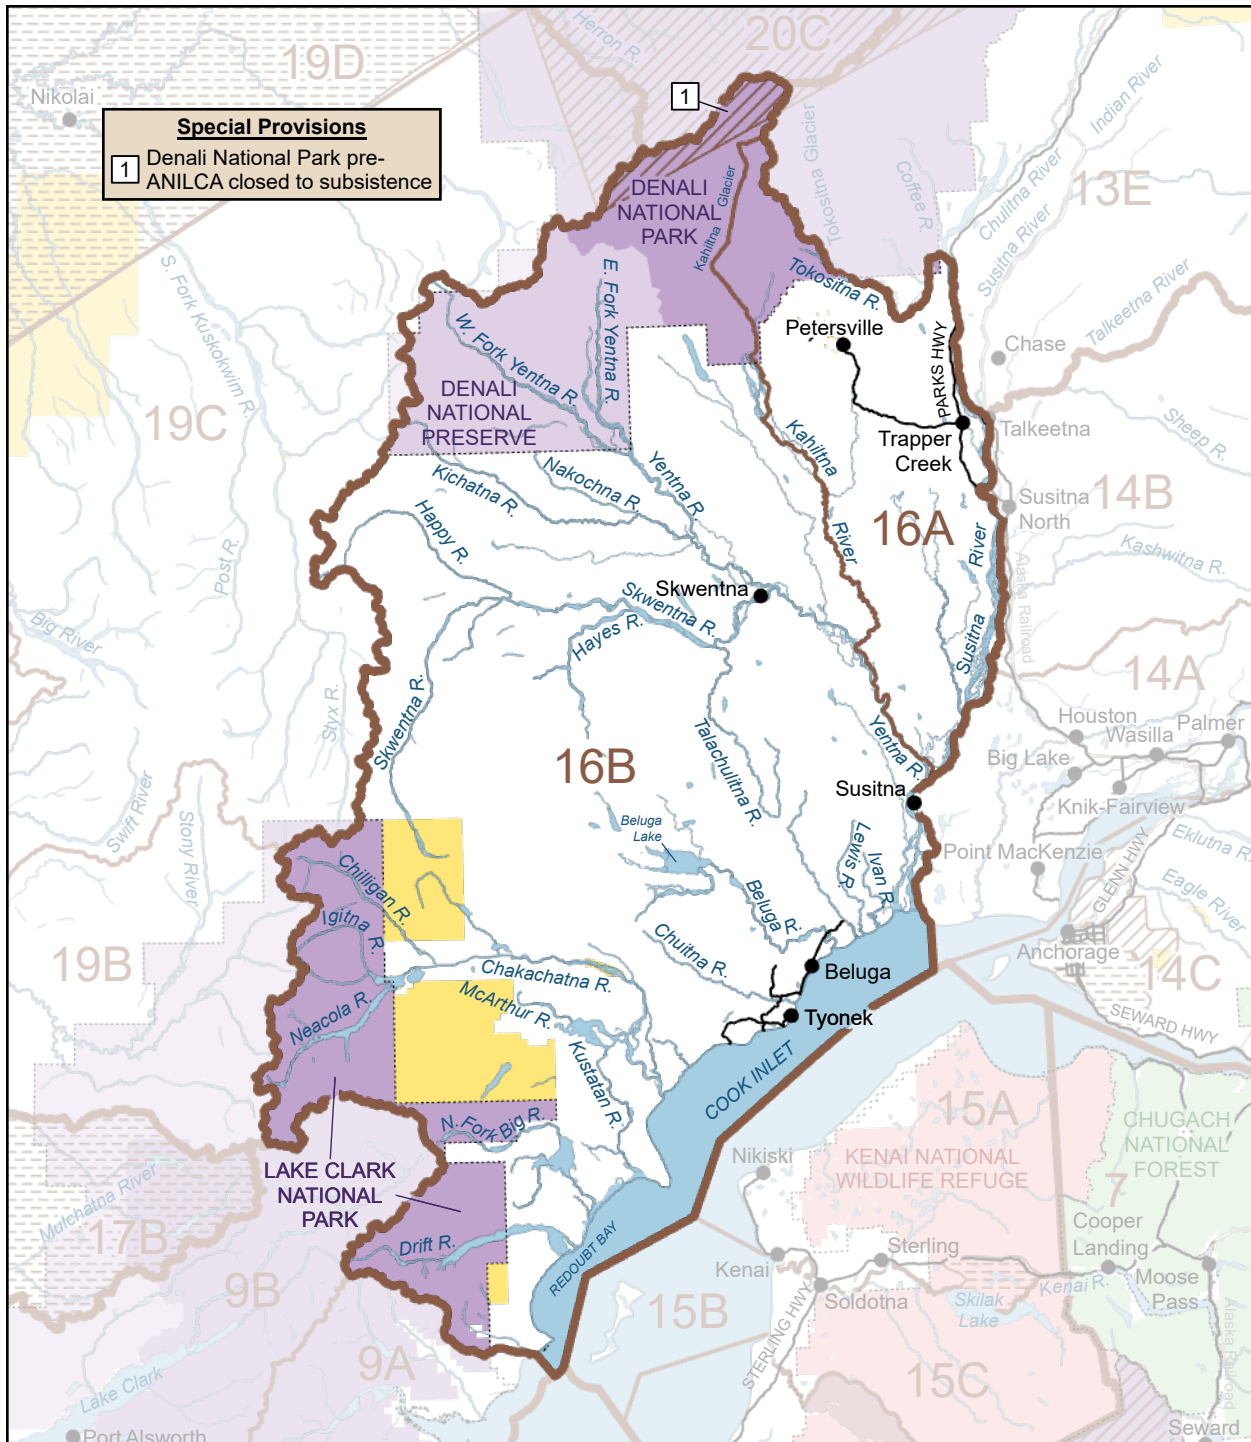 20C
Herron R.
19D
Nikolai
1
Special Provisions
1 Denali National Park pre-
ANILCA closed to subsistence
Indian River
Tokositna Glacier
Coffee R.
Chulitna River
13E
Susitna River
DENALI
NATIONAL
PARK
Kahiltna Glacier
S. Fork Kuskokwim R.
E. Fork Yentna R.
Tokositna R.
Talkeetna River
W. Fork Yentna R.
Petersville
PARKS HWY
Chase
DENALI
NATIONAL
PRESERVE
19C
Trapper
Creek
Talkeetna
Sheep R.
Kahiltna
River
Yentna R.
Nakochna R.
Kichatna R.
14B
Susitna
North
Happy R.
16A
Post R.
Kashwitna R.
Alaska Railroad
Susitna
River
Skwentna
Skwentna R.
Hayes R.
Big River
14A
Styx R.
Skwentna R.
Houston
Palmer
Wasilla
16B
Talachulitna R.
Yentna R.
Big Lake
Susitna
Knik-Fairview
Swift River
Stony River
Beluga
Lake
Lewis R.
Ivan R.
Point MacKenzie
Eklutna R.
GLENN HWY
Chilligan R.
Eagle River
Igitna R.
Beluga R.
Chuitna R.
Anchorage
19B
Chakachatna R.
Beluga
14C
Neacola R.
McArthur R.
Tyonek
SEWARD HWY
Kustatan R.
COOK INLET
15A
N. Fork Big R.
CHUGACH
NATIONAL
FOREST
Nikiski
KENAI NATIONAL
WILDLIFE REFUGE
LAKE CLARK
NATIONAL
PARK
Mulchatna River
7
17B
Cooper
Landing
Drift R.
REDOUBT BAY
Sterling
Kenai
Moose
Pass
Kenai R.
9B
Skilak
Lake
Soldotna
15B
STERLING HWY
Alaska Railroad
9A
15C
Lake Clark
Port Alsworth
Seward